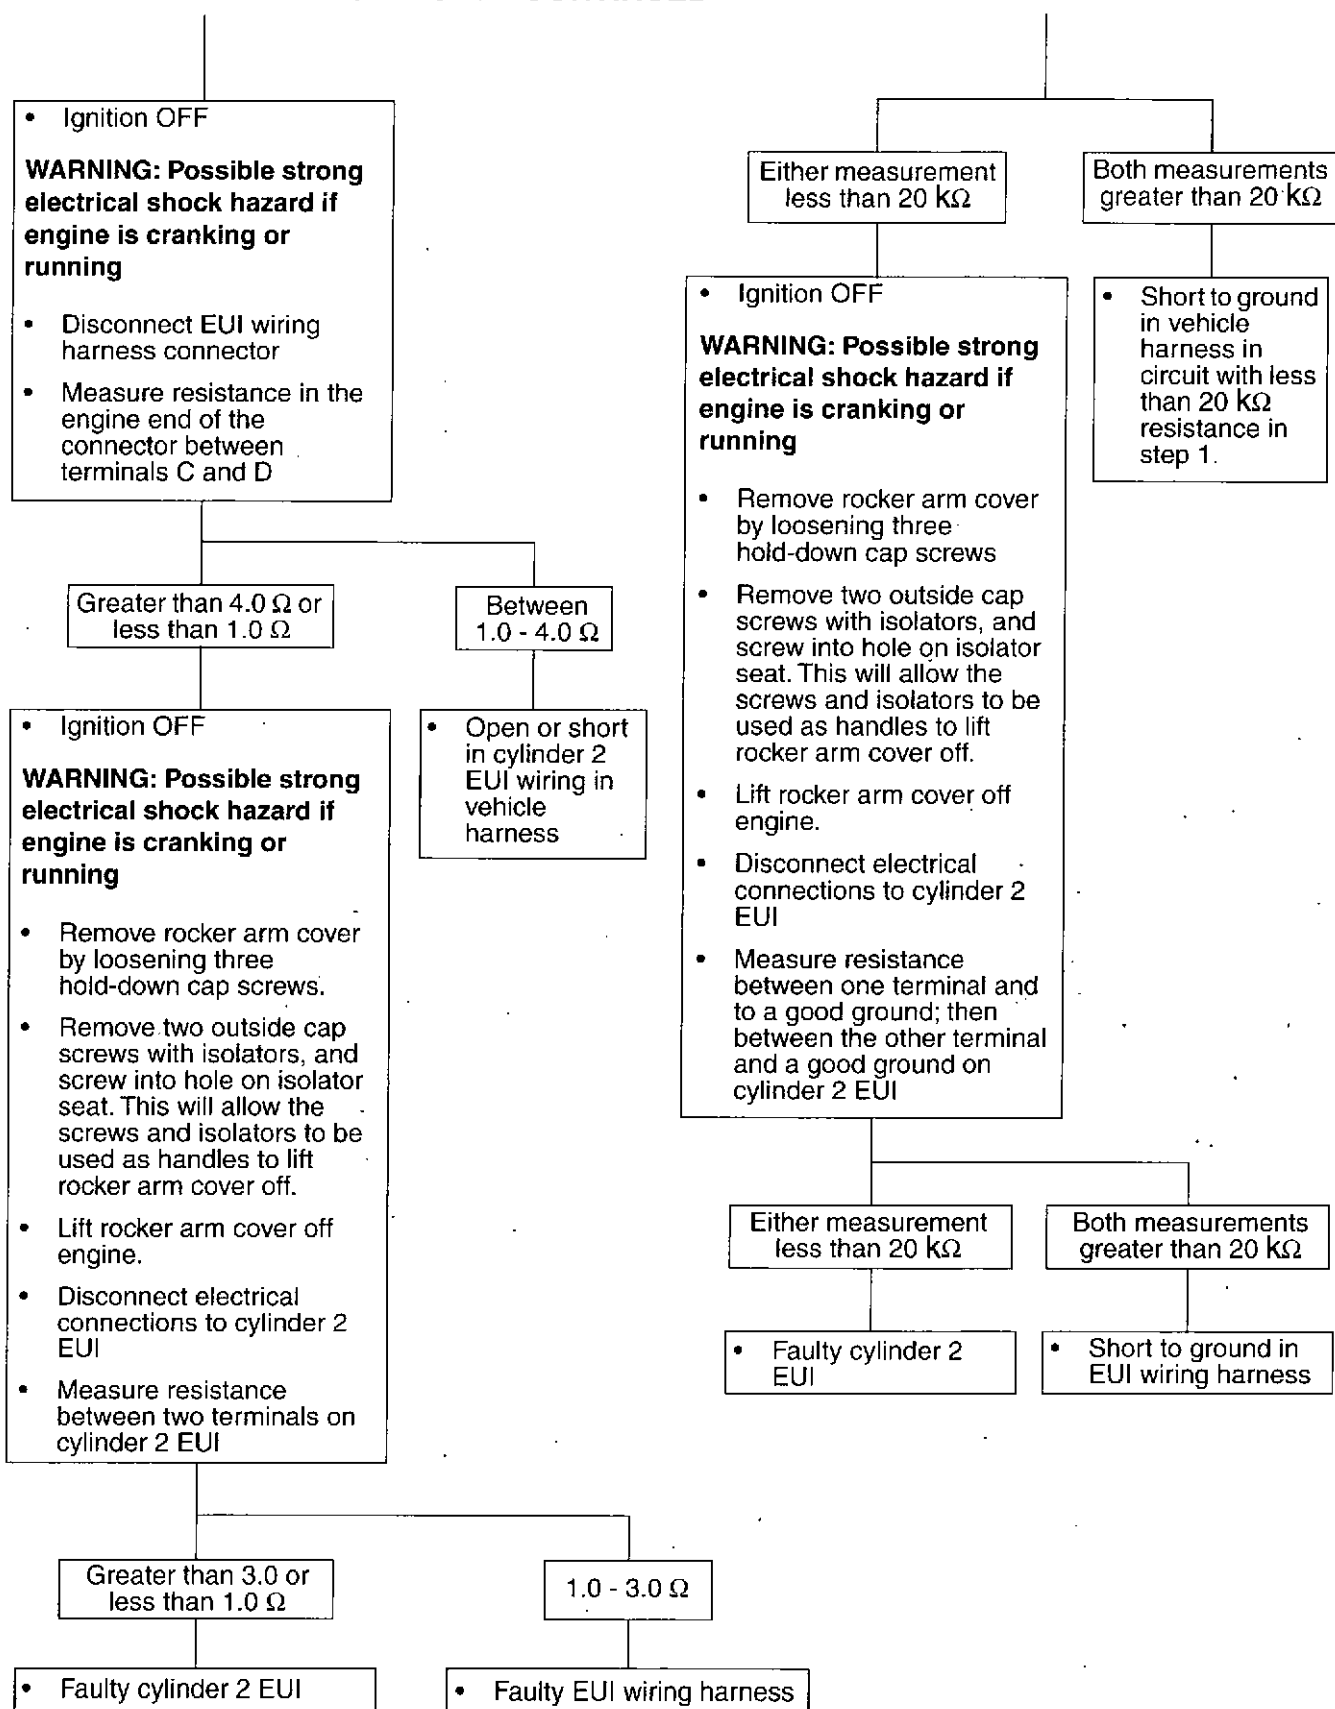 • Ignition OFF
WARNING: Possible strong
electrical shock hazard if
engine is cranking or
running
• Disconnect EUI wiring
harness connector
• Measure resistance in the
engine end of the
connector between
terminals C and D
Greater than 4.0 Ω or
less than 1.0 Ω
Between
1.0 - 4.0 Ω
• Ignition OFF
WARNING: Possible strong
electrical shock hazard if
engine is cranking or
running
• Remove rocker arm cover
by loosening three
hold-down cap screws.
• Remove two outside cap
screws with isolators, and
screw into hole on isolator
seat. This will allow the
screws and isolators to be
used as handles to lift
rocker arm cover off.
• Lift rocker arm cover off
engine.
• Disconnect electrical
connections to cylinder 2
EUI
• Measure resistance
between two terminals on
cylinder 2 EUI
• Open or short
in cylinder 2
EUI wiring in
vehicle
harness
Greater than 3.0 or
less than 1.0 Ω
1.0 - 3.0 Ω
• Faulty cylinder 2 EUI
• Faulty EUI wiring harness
Either measurement
less than 20 kΩ
Both measurements
greater than 20 kΩ
• Ignition OFF
WARNING: Possible strong
electrical shock hazard if
engine is cranking or
running
• Remove rocker arm cover
by loosening three
hold-down cap screws
• Remove two outside cap
screws with isolators, and
screw into hole on isolator
seat. This will allow the
screws and isolators to be
used as handles to lift
rocker arm cover off.
• Lift rocker arm cover off
engine.
• Disconnect electrical
connections to cylinder 2
EUI
• Measure resistance
between one terminal and
to a good ground; then
between the other terminal
and a good ground on
cylinder 2 EUI
• Short to ground
in vehicle
harness in
circuit with less
than 20 kΩ
resistance in
step 1.
Either measurement
less than 20 kΩ
Both measurements
greater than 20 kΩ
• Faulty cylinder 2
EUI
• Short to ground in
EUI wiring harness